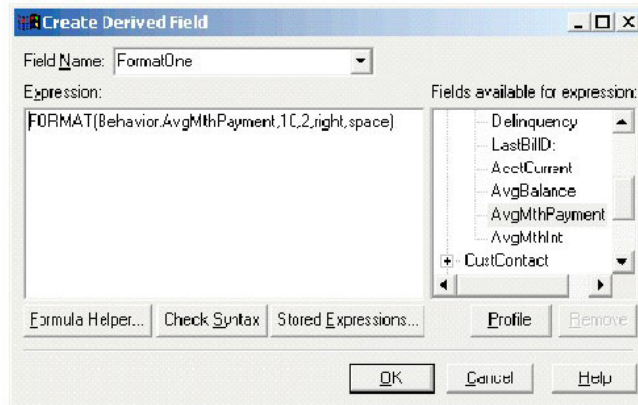 Create Derived Field
Field Name: FormatOne
Expression:
Fields available for expression:
FORMAT(Behavior.AvgMthPayment,10,2,right,space)
Delinquency
LastBillD:
AcctCurrent
AvgBalance
AvgMthPayment
AvgMthInt
CustContact
Formula Helper...
Check Syntax
Stored Expressions...
Profile
Remove
OK
Cancel
Help